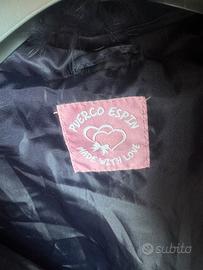 PUERCO ESPIN
MADE WITH LOVE
subito